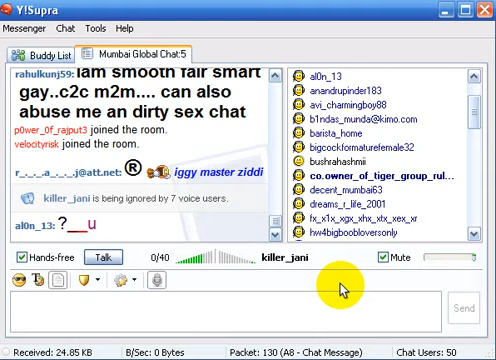 Y!Supra
Messenger Chat Tools Help
Buddy List Mumbai Global Chat:5
rahulkunj59: Iam smooth fair smart
gay..c2c m2m.... can also
abuse me an dirty sex chat
p0wer_0f_rajput3 joined the room.
velocityrisk joined the room.
r_._._a_._._j@att.net: ® iggy master ziddi
killer_jani is being ignored by 7 voice users.
al0n_13: ?__u
al0n_13
anandrupinder183
avi_charmingboy88
b1ndas_munda@kimo.com
barista_home
bigcockformaturefemale32
bushrahashmii
co.owner_of_tiger_group_rul...
decent_mumbai63
dreams_r_life_2001
fx_x1x_xgx_xhx_xtx_xex_xr
hw4bigboobloversonly
Hands-free Talk 0/40 killer_jani Mute
Send
Received: 24.85 KB B/Sec: 0 Bytes Packet: 130 (A8 - Chat Message) Chat Users: 50